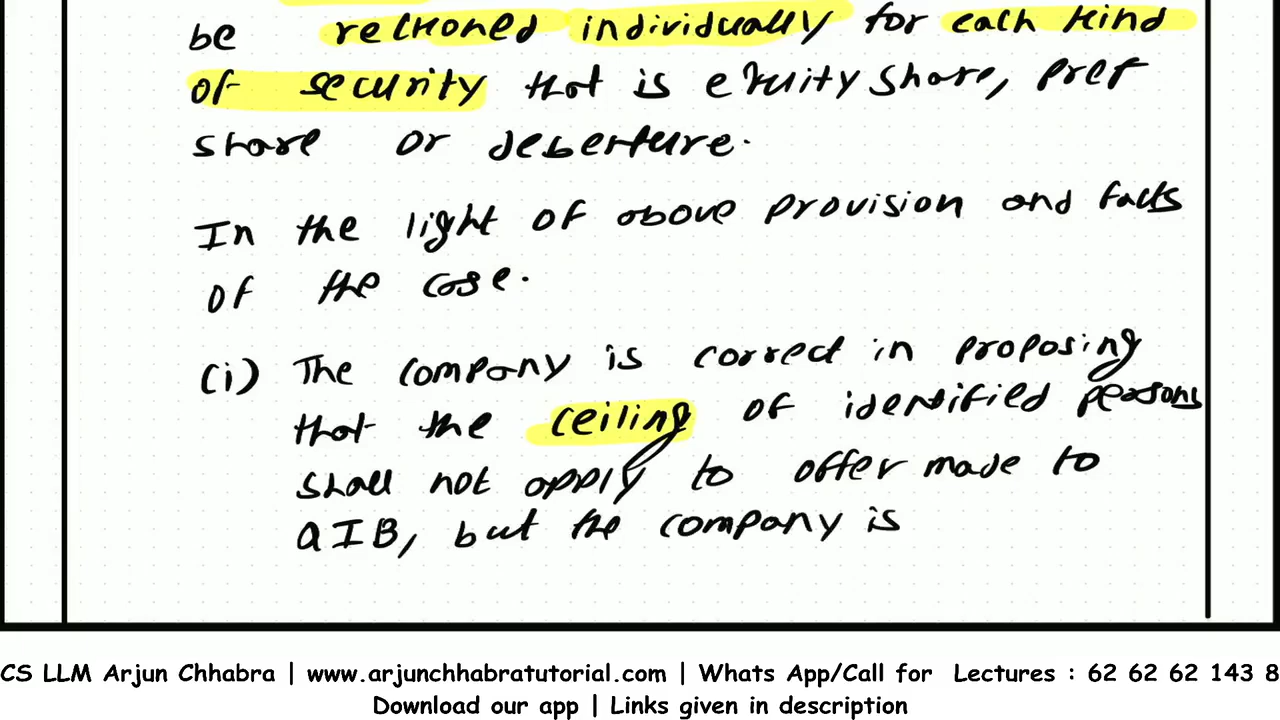 be reckoned individually for each kind
of security that is equity share, pref
share or debenture.
In the light of above provision and facts
of the case.
(i) The company is correct in proposing
that the ceiling of identified persons
shall not apply to offer made to
QIB, but the company is
CS LLM Arjun Chhabra | www.arjunchhabratutorial.com | Whats App/Call for Lectures : 62 62 62 143 8
Download our app | Links given in description